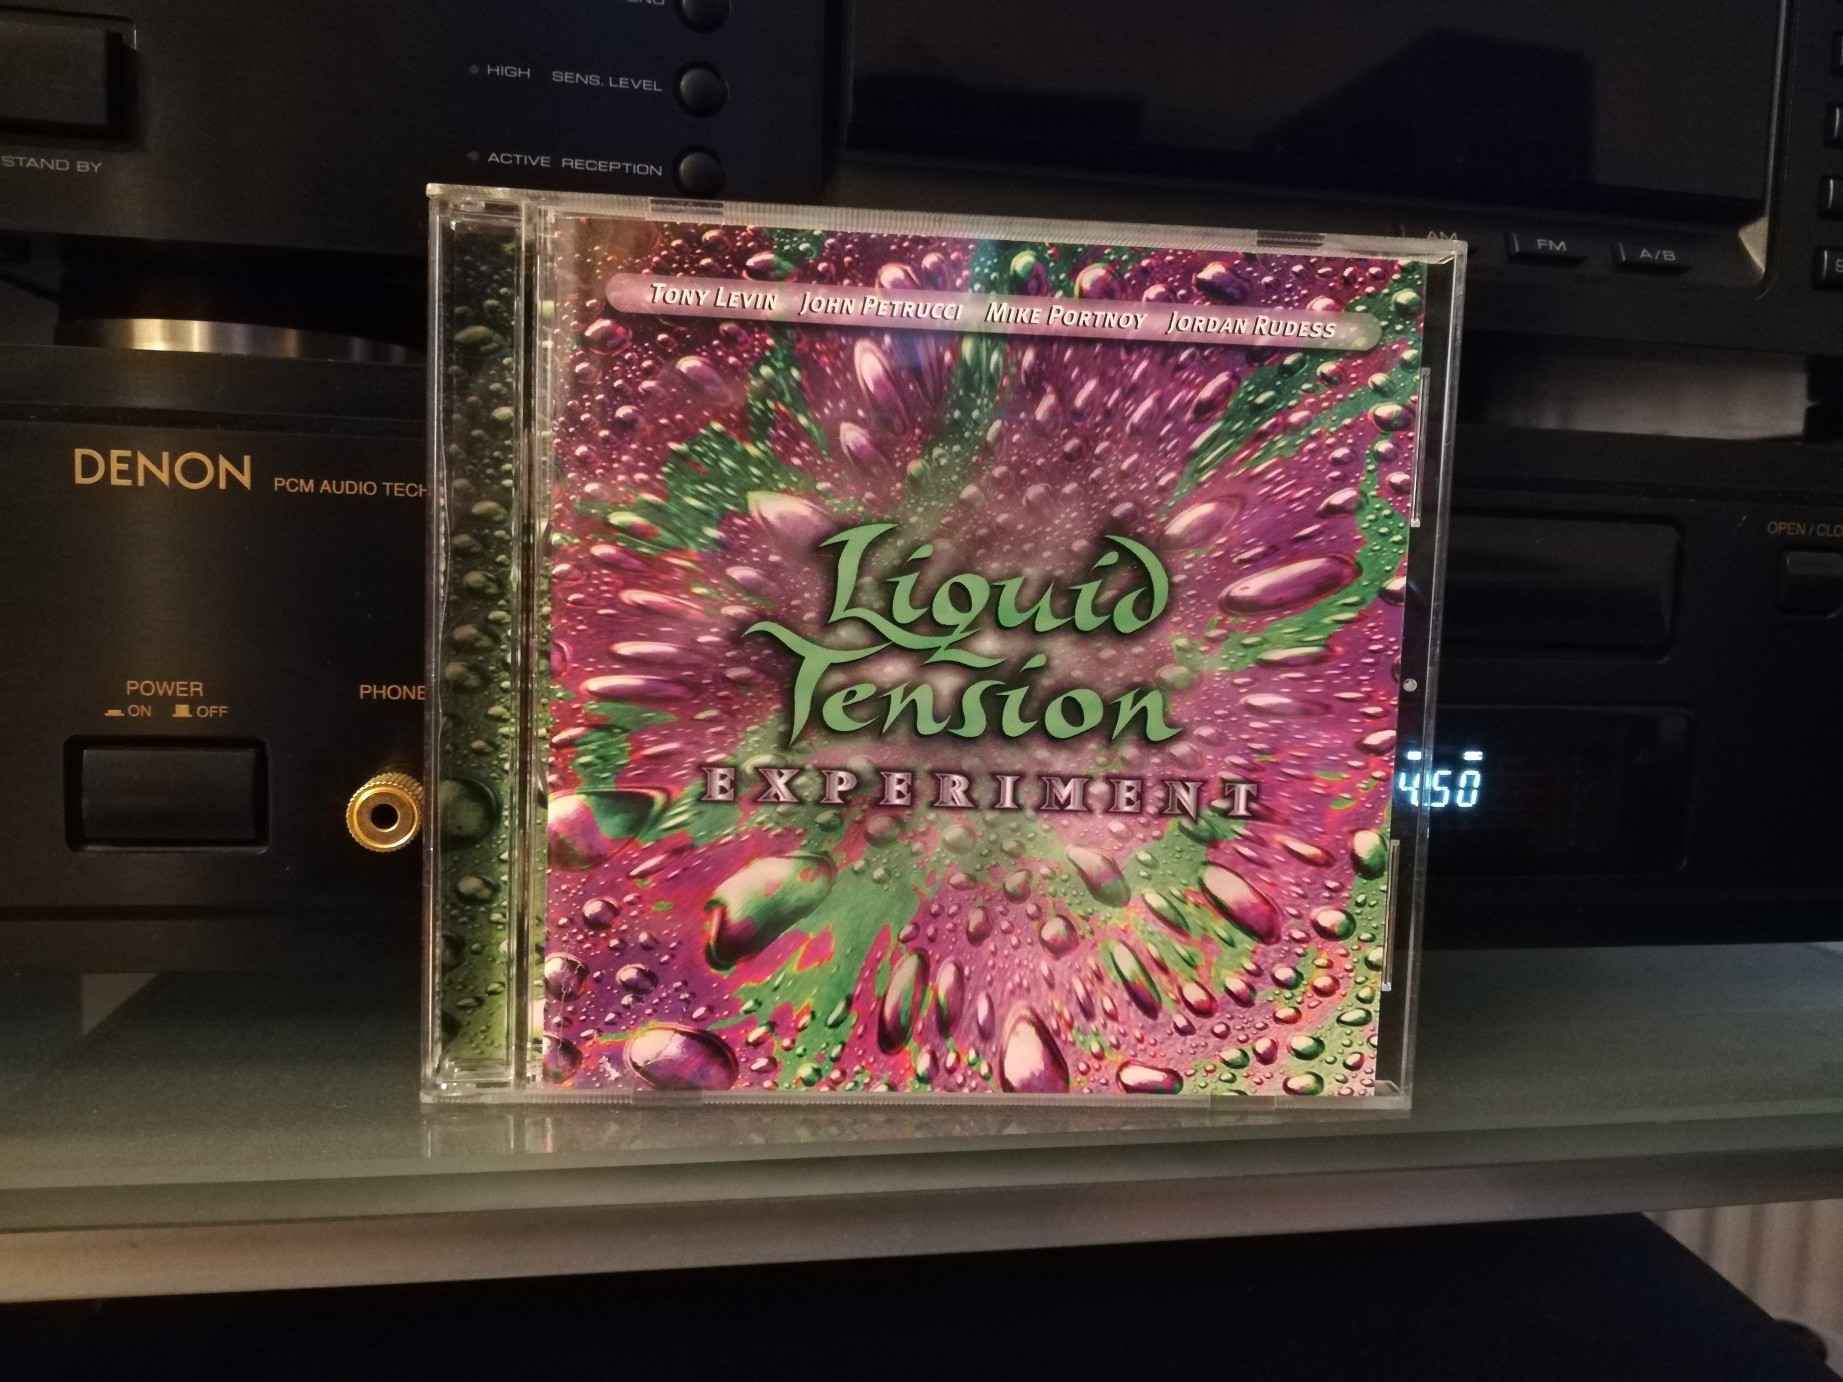 HIGH SENS. LEVEL
STAND BY
ACTIVE RECEPTION
AM FM A/B
TONY LEVIN JOHN PETRUCCI MIKE PORTNOY JORDAN RUDESS
DENON PCM AUDIO TECH
OPEN / CLO
LIQUID
TENSION
EXPERIMENT
POWER
ON OFF
PHONE
4 50